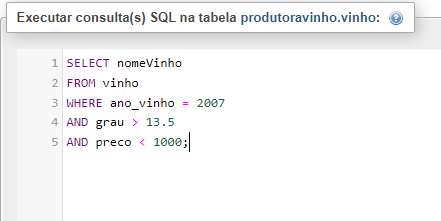 Executar consulta(s) SQL na tabela produtoravinho.vinho:
1 SELECT nomeVinho
2 FROM vinho
3 WHERE ano_vinho = 2007
4 AND grau > 13.5
5 AND preco < 1000;